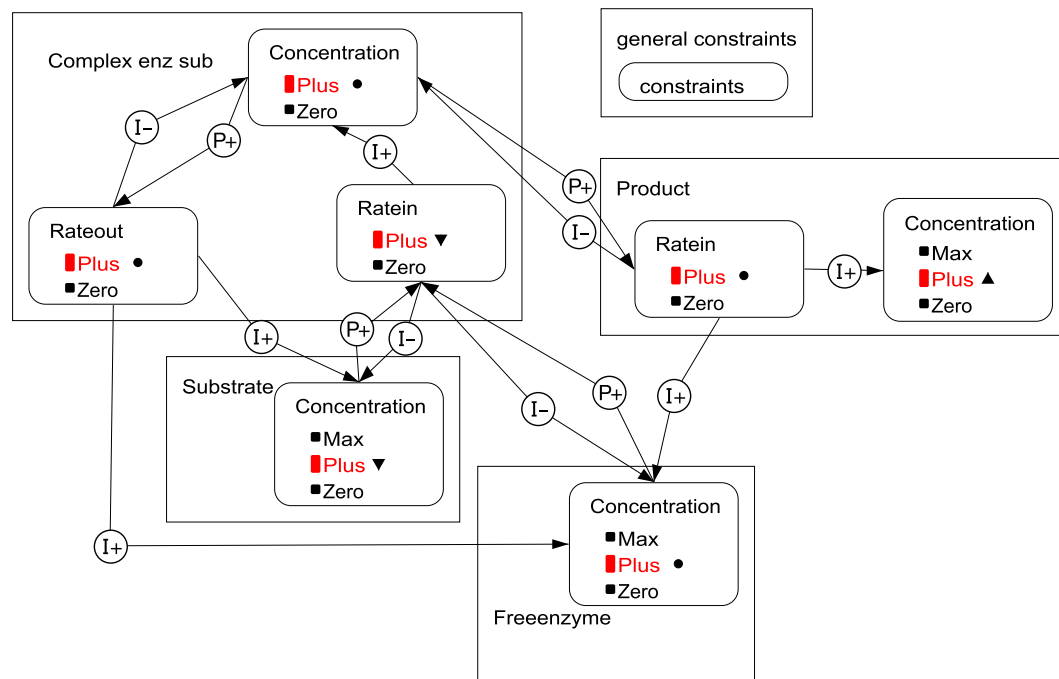 Complex enz sub
Concentration
Plus
Zero
I-
P+
I+
Rateout
Plus
Zero
Ratein
Plus
Zero
general constraints
constraints
P+
I-
Product
Ratein
Plus
Zero
I+
Concentration
Max
Plus
Zero
I+
P+
I-
Substrate
Concentration
Max
Plus
Zero
I-
P+
I+
I+
Concentration
Max
Plus
Zero
Freeenzyme